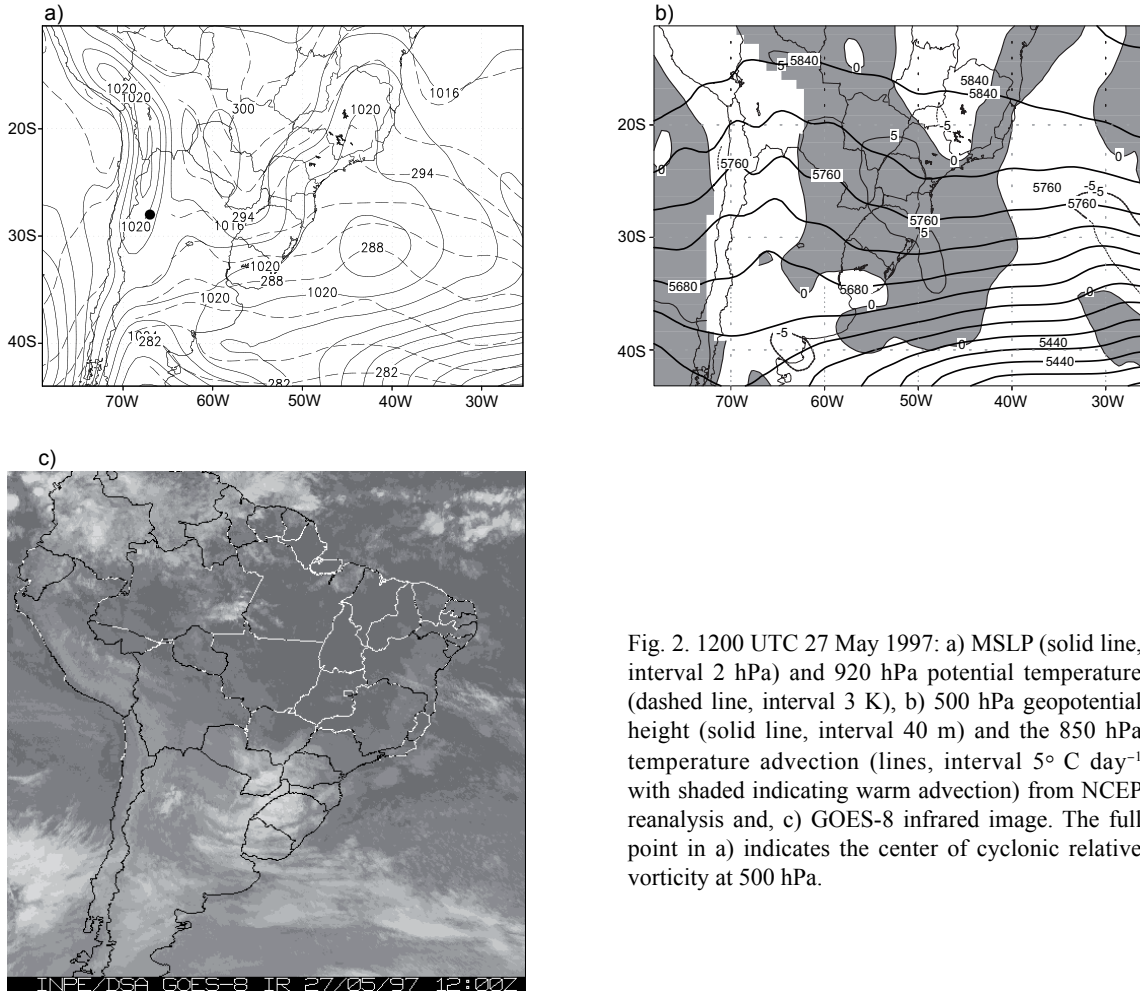 a)
1020
1020
1016
300
1020
20S
294
294
1016
1020
30S
288
1020
288
1020
1020
40S
282
282
282
70W
60W
50W
40W
30W
b)
5840
5
0
5840
5840
20S
-5
5
0
0
0
5760
5760
5760
-5
-5
5760
30S
5
5680
0
5680
0
0
-5
40S
0
5440
5440
70W
60W
50W
40W
30W
c)
INPE/DSA GOES-8 IR 27/05/97 12:00Z
Fig. 2. 1200 UTC 27 May 1997: a) MSLP (solid line,
interval 2 hPa) and 920 hPa potential temperature
(dashed line, interval 3 K), b) 500 hPa geopotential
height (solid line, interval 40 m) and the 850 hPa
temperature advection (lines, interval 5° C day⁻¹
with shaded indicating warm advection) from NCEP
reanalysis and, c) GOES-8 infrared image. The full
point in a) indicates the center of cyclonic relative
vorticity at 500 hPa.